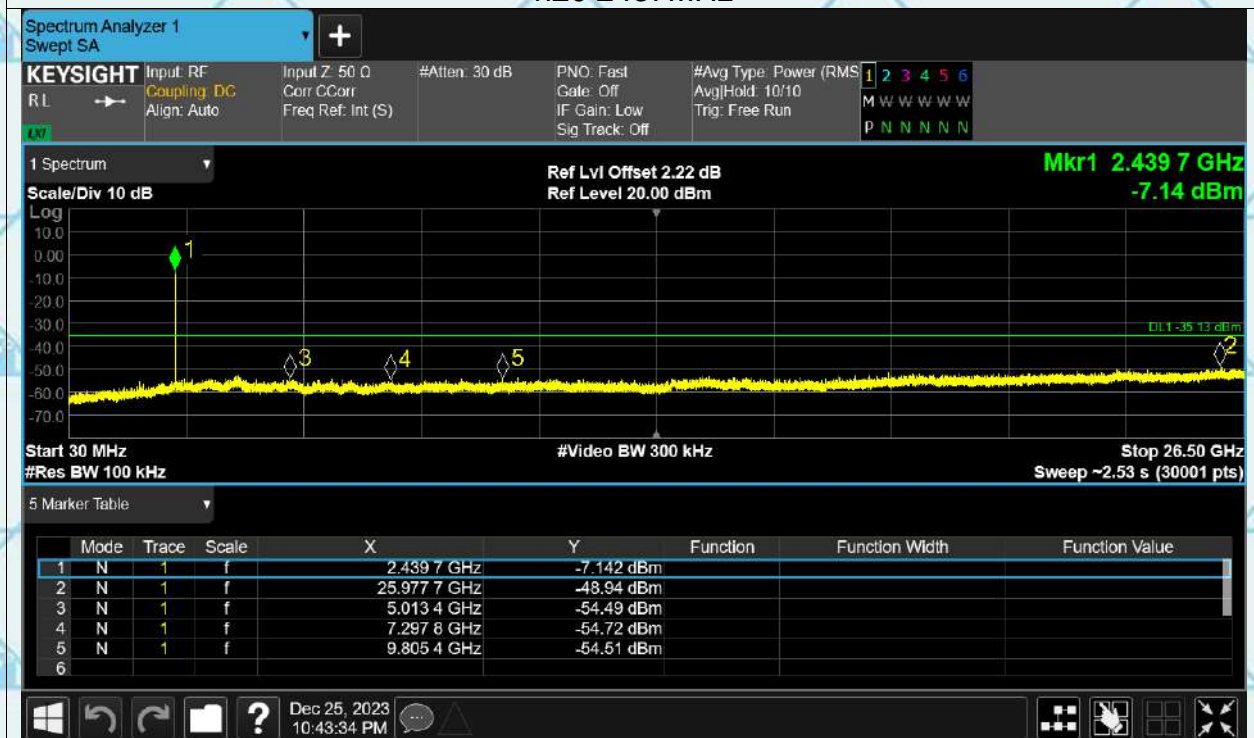 Spectrum Analyzer 1
Swept SA
+
KEYSIGHT
RL
LXI
Input: RF
Coupling: DC
Align: Auto
Input Z: 50 Ω
Corr CCorr
Freq Ref: Int (S)
#Atten: 30 dB
PNO: Fast
Gate: Off
IF Gain: Low
Sig Track: Off
#Avg Type: Power (RMS
Avg|Hold: 10/10
Trig: Free Run
1 2 3 4 5 6
M W W W W W
P N N N N N
1 Spectrum
Scale/Div 10 dB
Ref Lvl Offset 2.22 dB
Ref Level 20.00 dBm
Mkr1 2.439 7 GHz
-7.14 dBm
Log
10.0
0.00
-10.0
-20.0
-30.0
-40.0
-50.0
-60.0
-70.0
1
3
4
5
DL1 -35.13 dBm
2
Start 30 MHz
#Video BW 300 kHz
Stop 26.50 GHz
#Res BW 100 kHz
Sweep ~2.53 s (30001 pts)
5 Marker Table
Mode Trace Scale X Y Function Function Width Function Value
1 N 1 f 2.439 7 GHz -7.142 dBm
2 N 1 f 25.977 7 GHz -48.94 dBm
3 N 1 f 5.013 4 GHz -54.49 dBm
4 N 1 f 7.297 8 GHz -54.72 dBm
5 N 1 f 9.805 4 GHz -54.51 dBm
6
?
Dec 25, 2023
10:43:34 PM